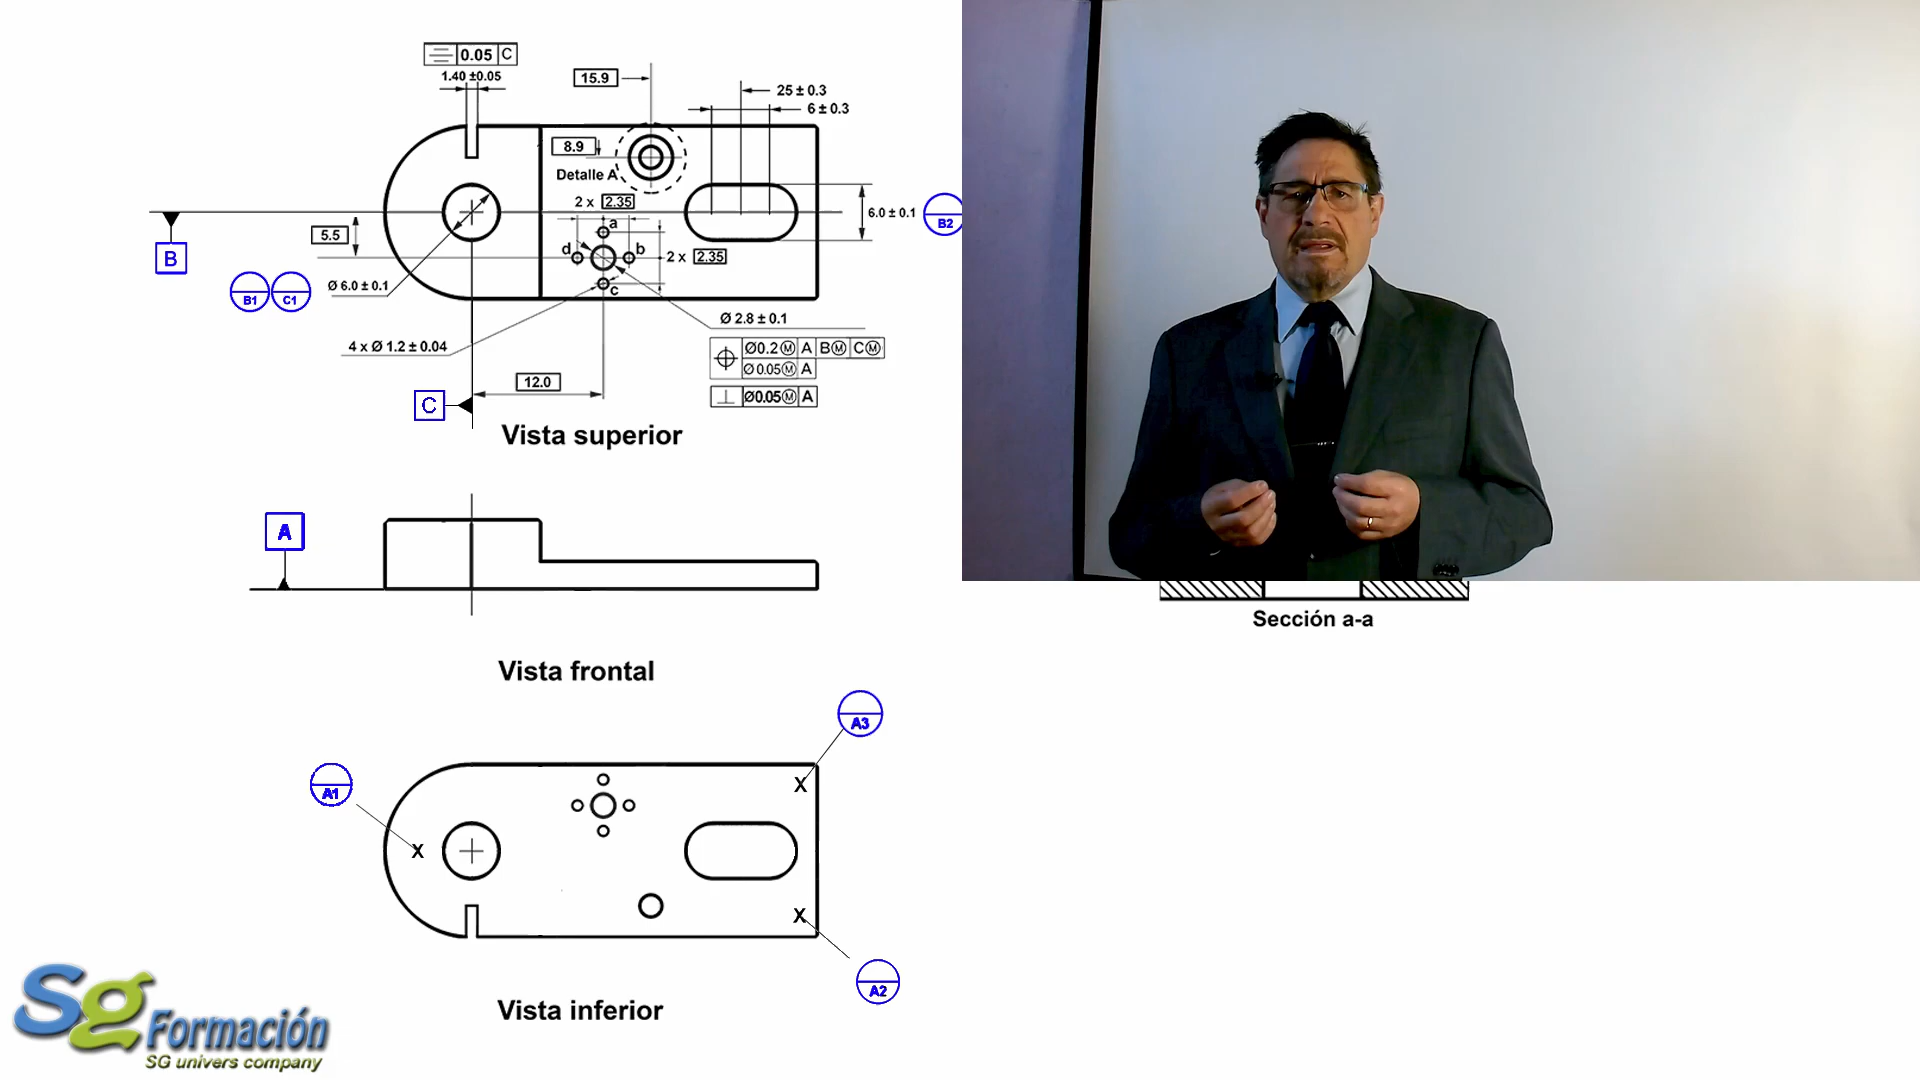 0.05 C
1.40 ±0.05
15.9
25 ± 0.3
6 ± 0.3
8.9
Detalle A
2 x 2.35
a
6.0 ± 0.1
B2
5.5
d
b
2 x 2.35
B
B1
C1
Ø 6.0 ± 0.1
c
Ø 2.8 ± 0.1
4 x Ø 1.2 ± 0.04
Ø0.2Ⓜ A BⓂ CⓂ
Ø 0.05Ⓜ A
12.0
⊥ Ø0.05Ⓜ A
C
Vista superior
A
Sección a-a
Vista frontal
A3
A1
X
X
X
A2
Vista inferior
Sg
Formación
SG univers company